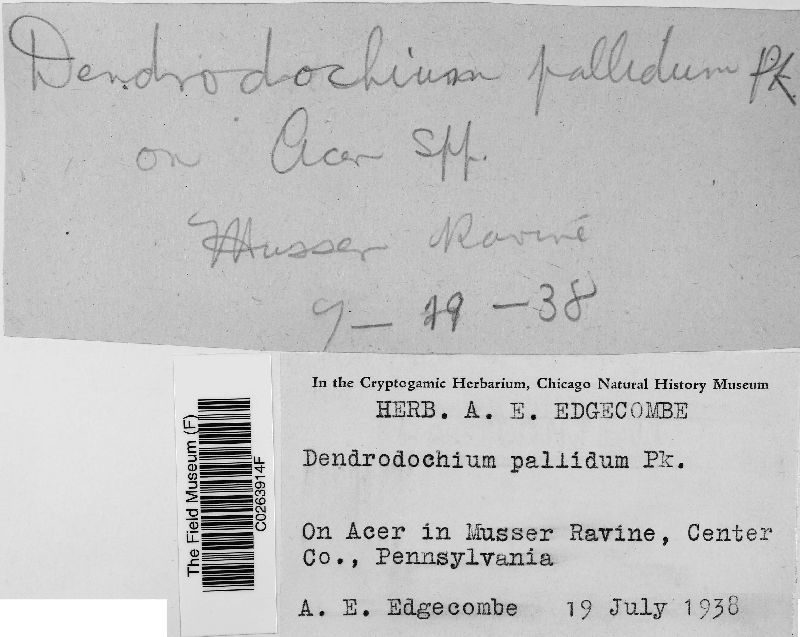 Dendrodochium pallidum Pk.
on Acer spp.
Musser Ravine
7-19-38
In the Cryptogamic Herbarium, Chicago Natural History Museum
HERB. A. E. EDGECOMBE
Dendrodochium pallidum Pk.
On Acer in Musser Ravine, Center
Co., Pennsylvania
A. E. Edgecombe 19 July 1938
The Field Museum (F)
C0263914F